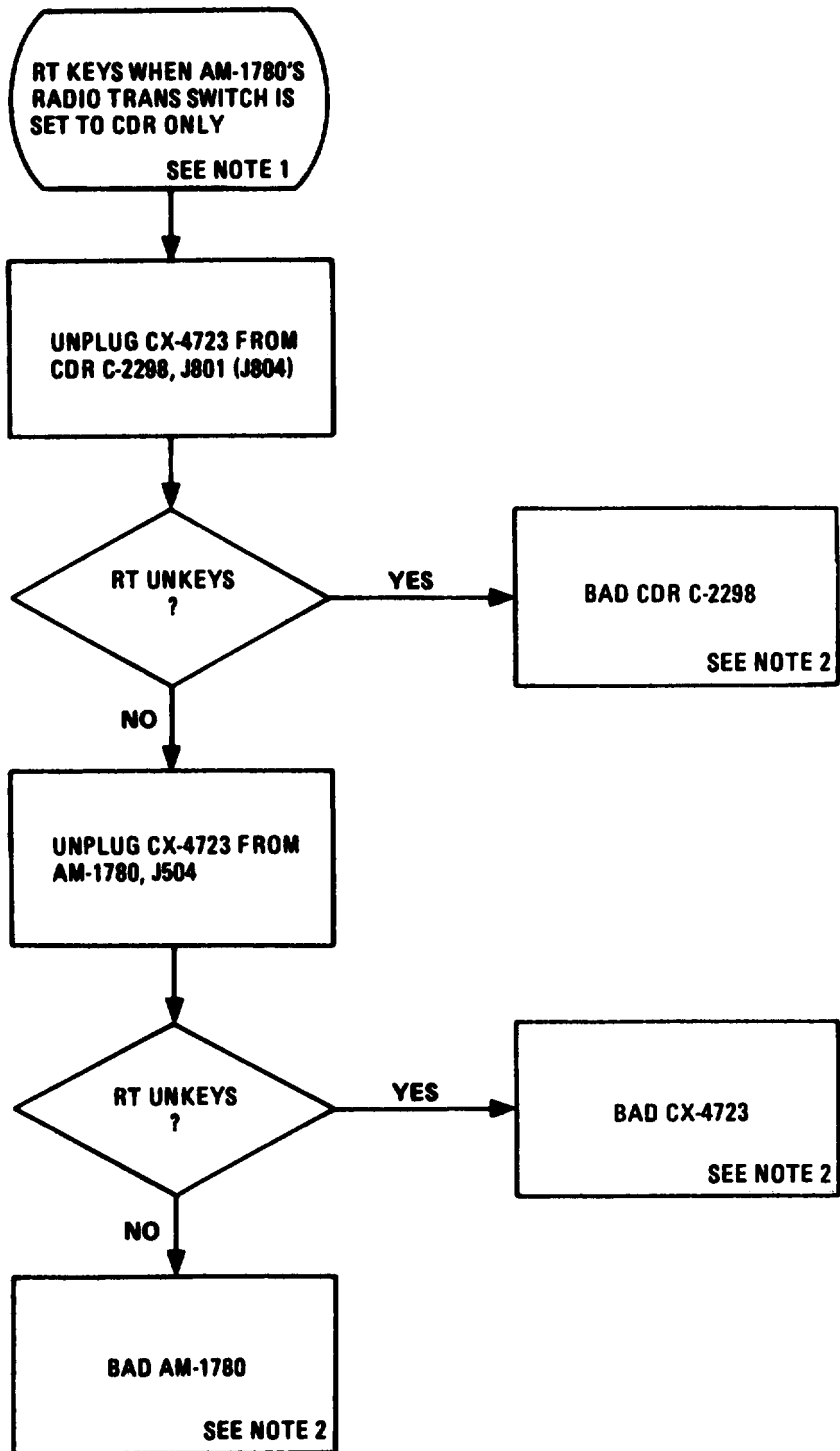 RT KEYS WHEN AM-1780'S
RADIO TRANS SWITCH IS
SET TO CDR ONLY
SEE NOTE 1
UNPLUG CX-4723 FROM
CDR C-2298, J801 (J804)
RT UNKEYS
?
YES
BAD CDR C-2298
SEE NOTE 2
NO
UNPLUG CX-4723 FROM
AM-1780, J504
RT UNKEYS
?
YES
BAD CX-4723
SEE NOTE 2
NO
BAD AM-1780
SEE NOTE 2